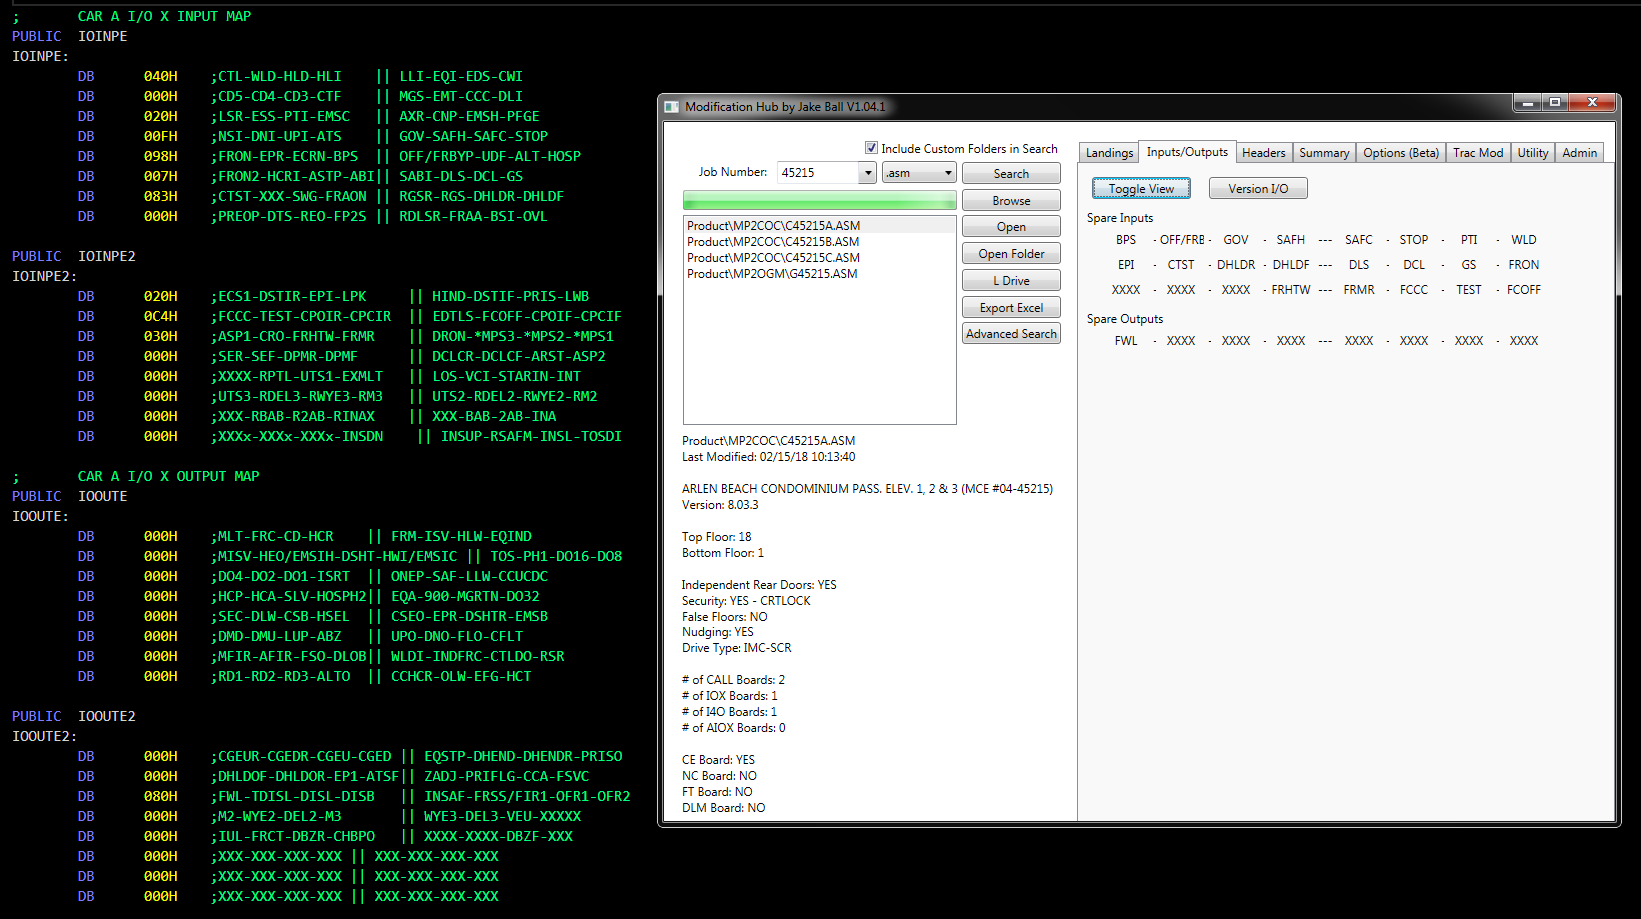 ;       CAR A I/O X INPUT MAP
PUBLIC  IOINPE
IOINPE:
DB      040H    ;CTL-WLD-HLD-HLI    || LLI-EQI-EDS-CWI
DB      000H    ;CD5-CD4-CD3-CTF    || MGS-EMT-CCC-DLI
DB      020H    ;LSR-ESS-PTI-EMSC   || AXR-CNP-EMSH-PFGE
DB      00FH    ;NSI-DNI-UPI-ATS    || GOV-SAFH-SAFC-STOP
DB      098H    ;FRON-EPR-ECRN-BPS  || OFF/FRBYP-UDF-ALT-HOSP
DB      007H    ;FRON2-HCRI-ASTP-ABI|| SABI-DLS-DCL-GS
DB      083H    ;CTST-XXX-SWG-FRAON || RGSR-RGS-DHLDR-DHLDF
DB      000H    ;PREOP-DTS-REO-FP2S || RDLSR-FRAA-BSI-OVL
PUBLIC  IOINPE2
IOINPE2:
DB      020H    ;ECS1-DSTIR-EPI-LPK     || HIND-DSTIF-PRIS-LWB
DB      0C4H    ;FCCC-TEST-CPOIR-CPCIR  || EDTLS-FCOFF-CPOIF-CPCIF
DB      030H    ;ASP1-CRO-FRHTW-FRMR    || DRON-*MPS3-*MPS2-*MPS1
DB      000H    ;SER-SEF-DPMR-DPMF      || DCLCR-DCLCF-ARST-ASP2
DB      000H    ;XXXX-RPTL-UTS1-EXMLT   || LOS-VCI-STARIN-INT
DB      000H    ;UTS3-RDEL3-RWYE3-RM3   || UTS2-RDEL2-RWYE2-RM2
DB      000H    ;XXX-RBAB-R2AB-RINAX    || XXX-BAB-2AB-INA
DB      000H    ;XXXx-XXXx-XXXx-INSDN    || INSUP-RSAFM-INSL-TOSDI
;       CAR A I/O X OUTPUT MAP
PUBLIC  IOOUTE
IOOUTE:
DB      000H    ;MLT-FRC-CD-HCR    || FRM-ISV-HLW-EQIND
DB      000H    ;MISV-HEO/EMSIH-DSHT-HWI/EMSIC || TOS-PH1-DO16-DO8
DB      000H    ;DO4-DO2-DO1-ISRT  || ONEP-SAF-LLW-CCUCDC
DB      000H    ;HCP-HCA-SLV-HOSPH2|| EQA-900-MGRTN-DO32
DB      000H    ;SEC-DLW-CSB-HSEL  || CSEO-EPR-DSHTR-EMSB
DB      000H    ;DMD-DMU-LUP-ABZ   || UPO-DNO-FLO-CFLT
DB      000H    ;MFIR-AFIR-FSO-DLOB|| WLDI-INDFRC-CTLDO-RSR
DB      000H    ;RD1-RD2-RD3-ALTO  || CCHCR-OLW-EFG-HCT
PUBLIC  IOOUTE2
IOOUTE2:
DB      000H    ;CGEUR-CGEDR-CGEU-CGED || EQSTP-DHEND-DHENDR-PRISO
DB      000H    ;DHLDOF-DHLDOR-EP1-ATSF|| ZADJ-PRIFLG-CCA-FSVC
DB      080H    ;FWL-TDISL-DISL-DISB   || INSAF-FRSS/FIR1-OFR1-OFR2
DB      000H    ;M2-WYE2-DEL2-M3       || WYE3-DEL3-VEU-XXXXX
DB      000H    ;IUL-FRCT-DBZR-CHBPO   || XXXX-XXXX-DBZF-XXX
DB      000H    ;XXX-XXX-XXX-XXX || XXX-XXX-XXX-XXX
DB      000H    ;XXX-XXX-XXX-XXX || XXX-XXX-XXX-XXX
DB      000H    ;XXX-XXX-XXX-XXX || XXX-XXX-XXX-XXX
Modification Hub by Jake Ball V1.04.1
Include Custom Folders in Search
Job Number: 45215 .asm Search
Browse
Open
Open Folder
L Drive
Export Excel
Advanced Search
Product\MP2COC\C45215A.ASM
Product\MP2COC\C45215B.ASM
Product\MP2COC\C45215C.ASM
Product\MP2OGM\G45215.ASM
Product\MP2COC\C45215A.ASM
Last Modified: 02/15/18 10:13:40
ARLEN BEACH CONDOMINIUM PASS. ELEV. 1, 2 & 3 (MCE #04-45215)
Version: 8.03.3
Top Floor: 18
Bottom Floor: 1
Independent Rear Doors: YES
Security: YES - CRTLOCK
False Floors: NO
Nudging: YES
Drive Type: IMC-SCR
# of CALL Boards: 2
# of IOX Boards: 1
# of I4O Boards: 1
# of AIOX Boards: 0
CE Board: YES
NC Board: NO
FT Board: NO
DLM Board: NO
Landings Inputs/Outputs Headers Summary Options (Beta) Trac Mod Utility Admin
Toggle View Version I/O
Spare Inputs
BPS - OFF/FRB - GOV - SAFH --- SAFC - STOP - PTI - WLD
EPI - CTST - DHLDR - DHLDF --- DLS - DCL - GS - FRON
XXXX - XXXX - XXXX - FRHTW --- FRMR - FCCC - TEST - FCOFF
Spare Outputs
FWL - XXXX - XXXX - XXXX --- XXXX - XXXX - XXXX - XXXX